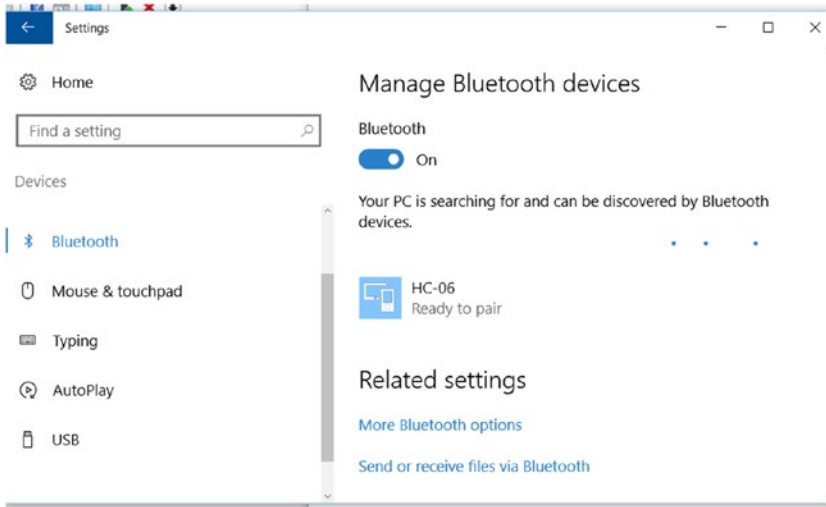 Settings
Home
Find a setting
Devices
Bluetooth
Mouse & touchpad
Typing
AutoPlay
USB
Manage Bluetooth devices
Bluetooth
On
Your PC is searching for and can be discovered by Bluetooth
devices.
HC-06
Ready to pair
Related settings
More Bluetooth options
Send or receive files via Bluetooth